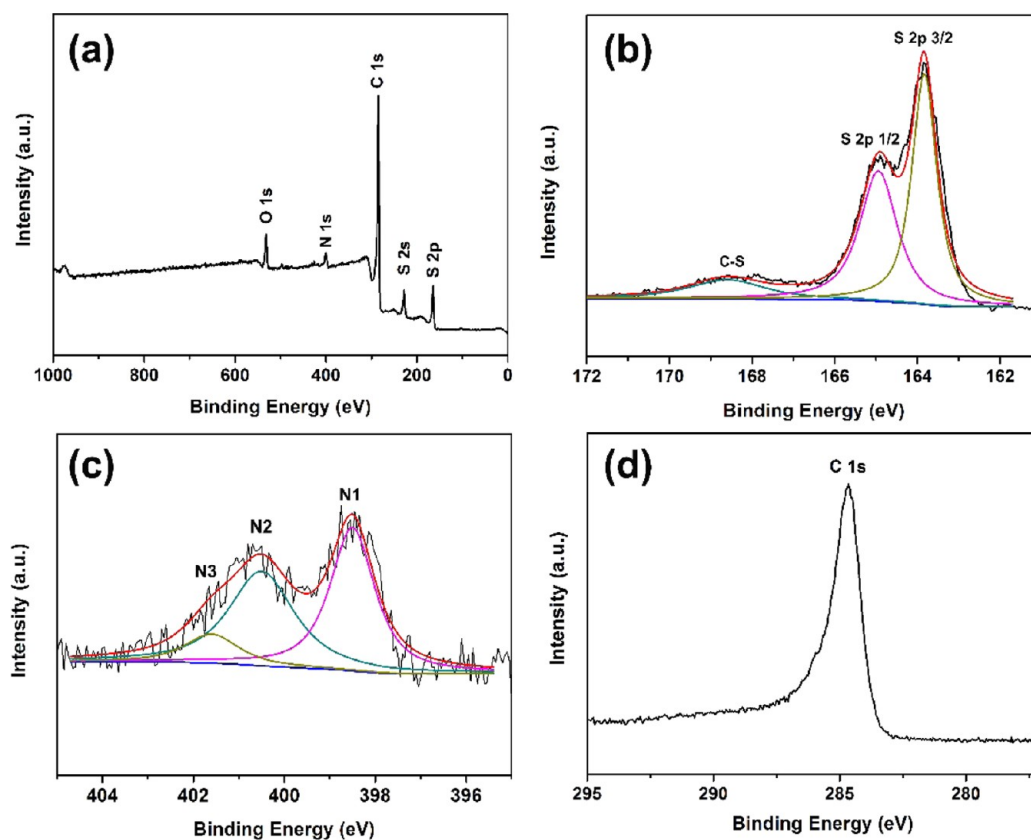 (a)
C 1s
O 1s
N 1s
S 2s
S 2p
Intensity (a.u.)
1000 800 600 400 200 0
Binding Energy (eV)
(b)
S 2p 3/2
S 2p 1/2
C-S
Intensity (a.u.)
172 170 168 166 164 162
Binding Energy (eV)
(c)
N1
N2
N3
Intensity (a.u.)
404 402 400 398 396
Binding Energy (eV)
(d)
C 1s
Intensity (a.u.)
295 290 285 280
Binding Energy (eV)